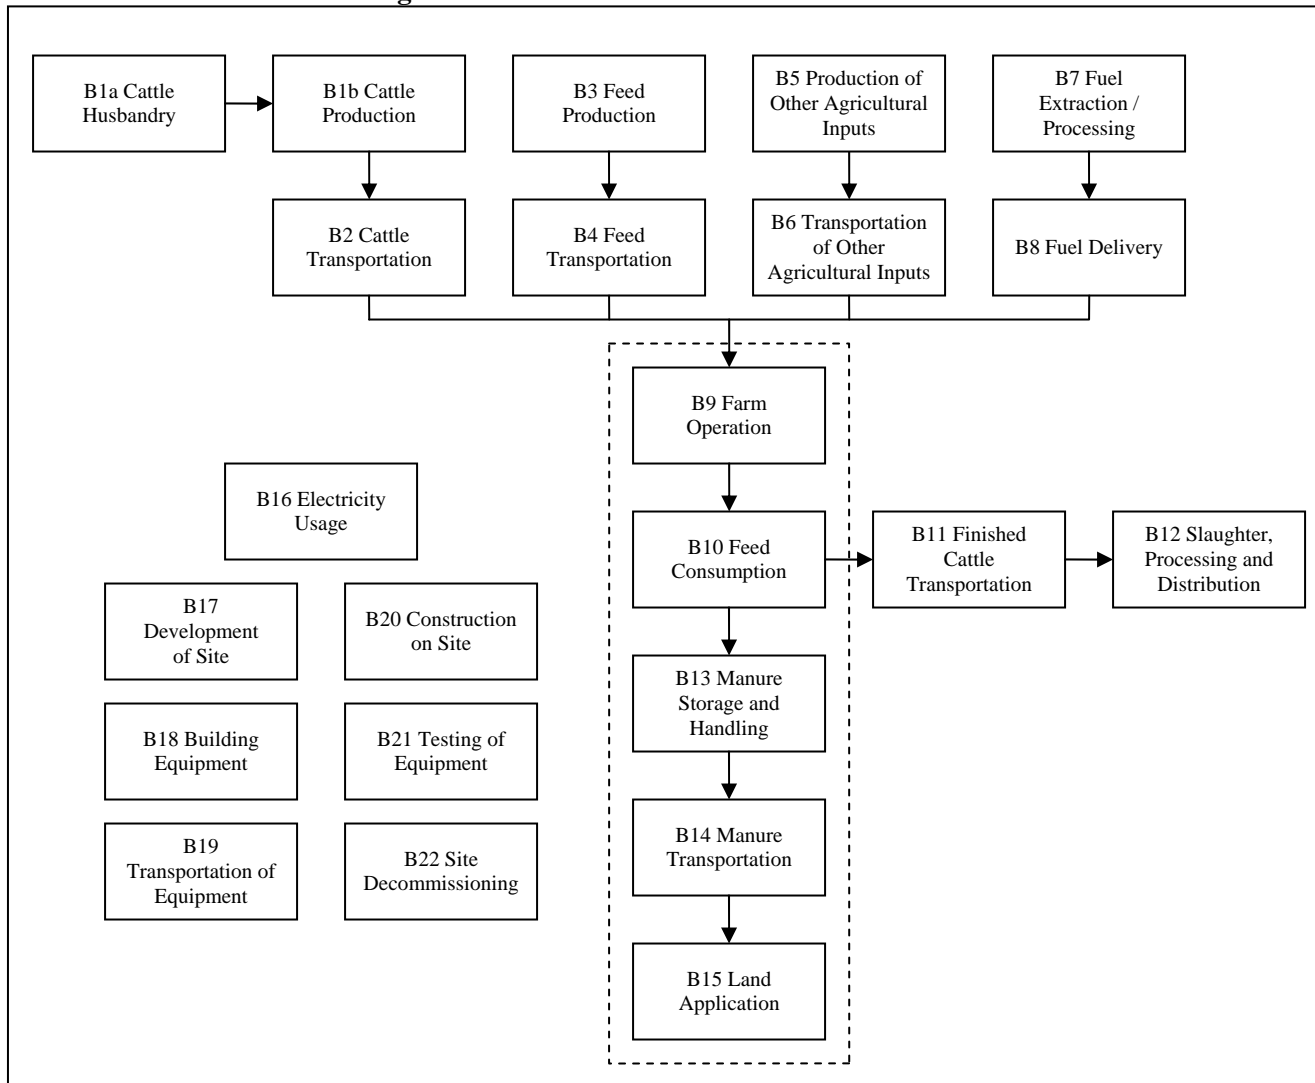 B1a Cattle
Husbandry
B1b Cattle
Production
B3 Feed
Production
B5 Production of
Other Agricultural
Inputs
B7 Fuel
Extraction /
Processing
B2 Cattle
Transportation
B4 Feed
Transportation
B6 Transportation
of Other
Agricultural Inputs
B8 Fuel Delivery
B9 Farm
Operation
B16 Electricity
Usage
B10 Feed
Consumption
B11 Finished
Cattle
Transportation
B12 Slaughter,
Processing and
Distribution
B17
Development
of Site
B20 Construction
on Site
B13 Manure
Storage and
Handling
B18 Building
Equipment
B21 Testing of
Equipment
B14 Manure
Transportation
B19
Transportation of
Equipment
B22 Site
Decommissioning
B15 Land
Application